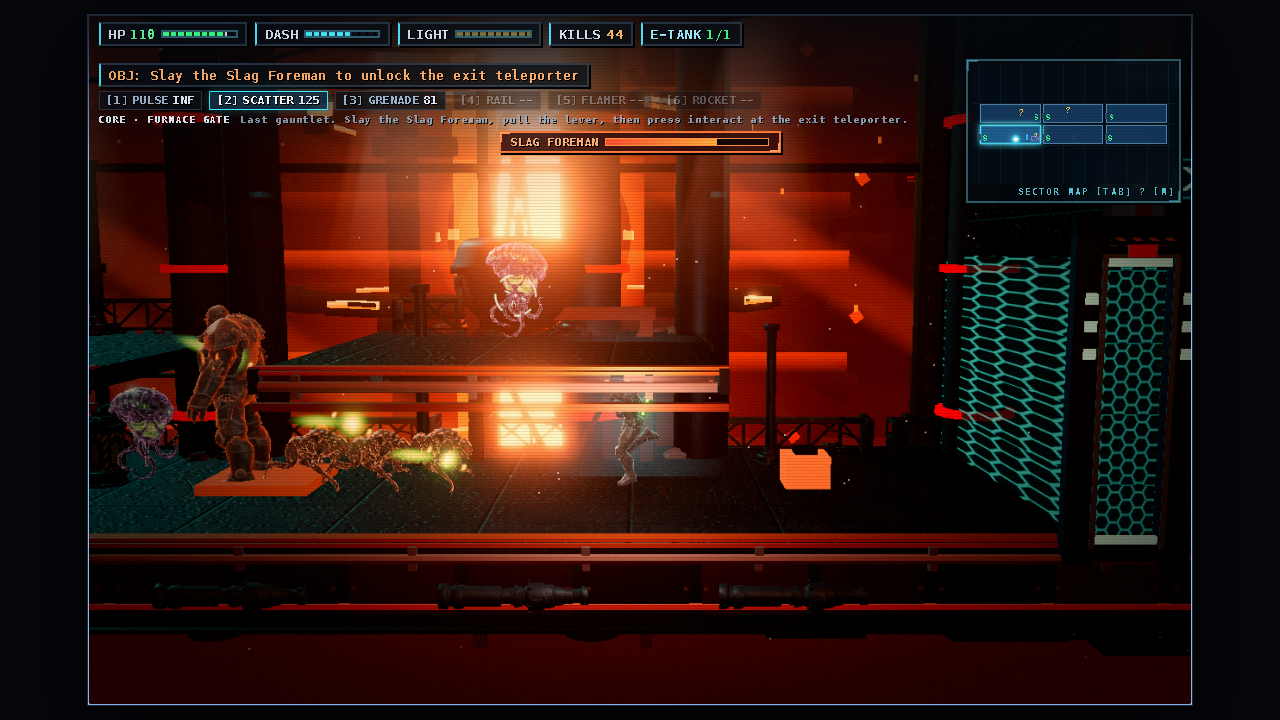 HP 110 DASH LIGHT KILLS 44 E-TANK 1/1
OBJ: Slay the Slag Foreman to unlock the exit teleporter
[1] PULSE INF [2] SCATTER 125 [3] GRENADE 81 [4] RAIL -- [5] FLAMER -- [6] ROCKET --
CORE · FURNACE GATE Last gauntlet. Slay the Slag Foreman, pull the lever, then press interact at the exit teleporter.
SLAG FOREMAN
? ? S S S
S S S
SECTOR MAP [TAB] ? [M]